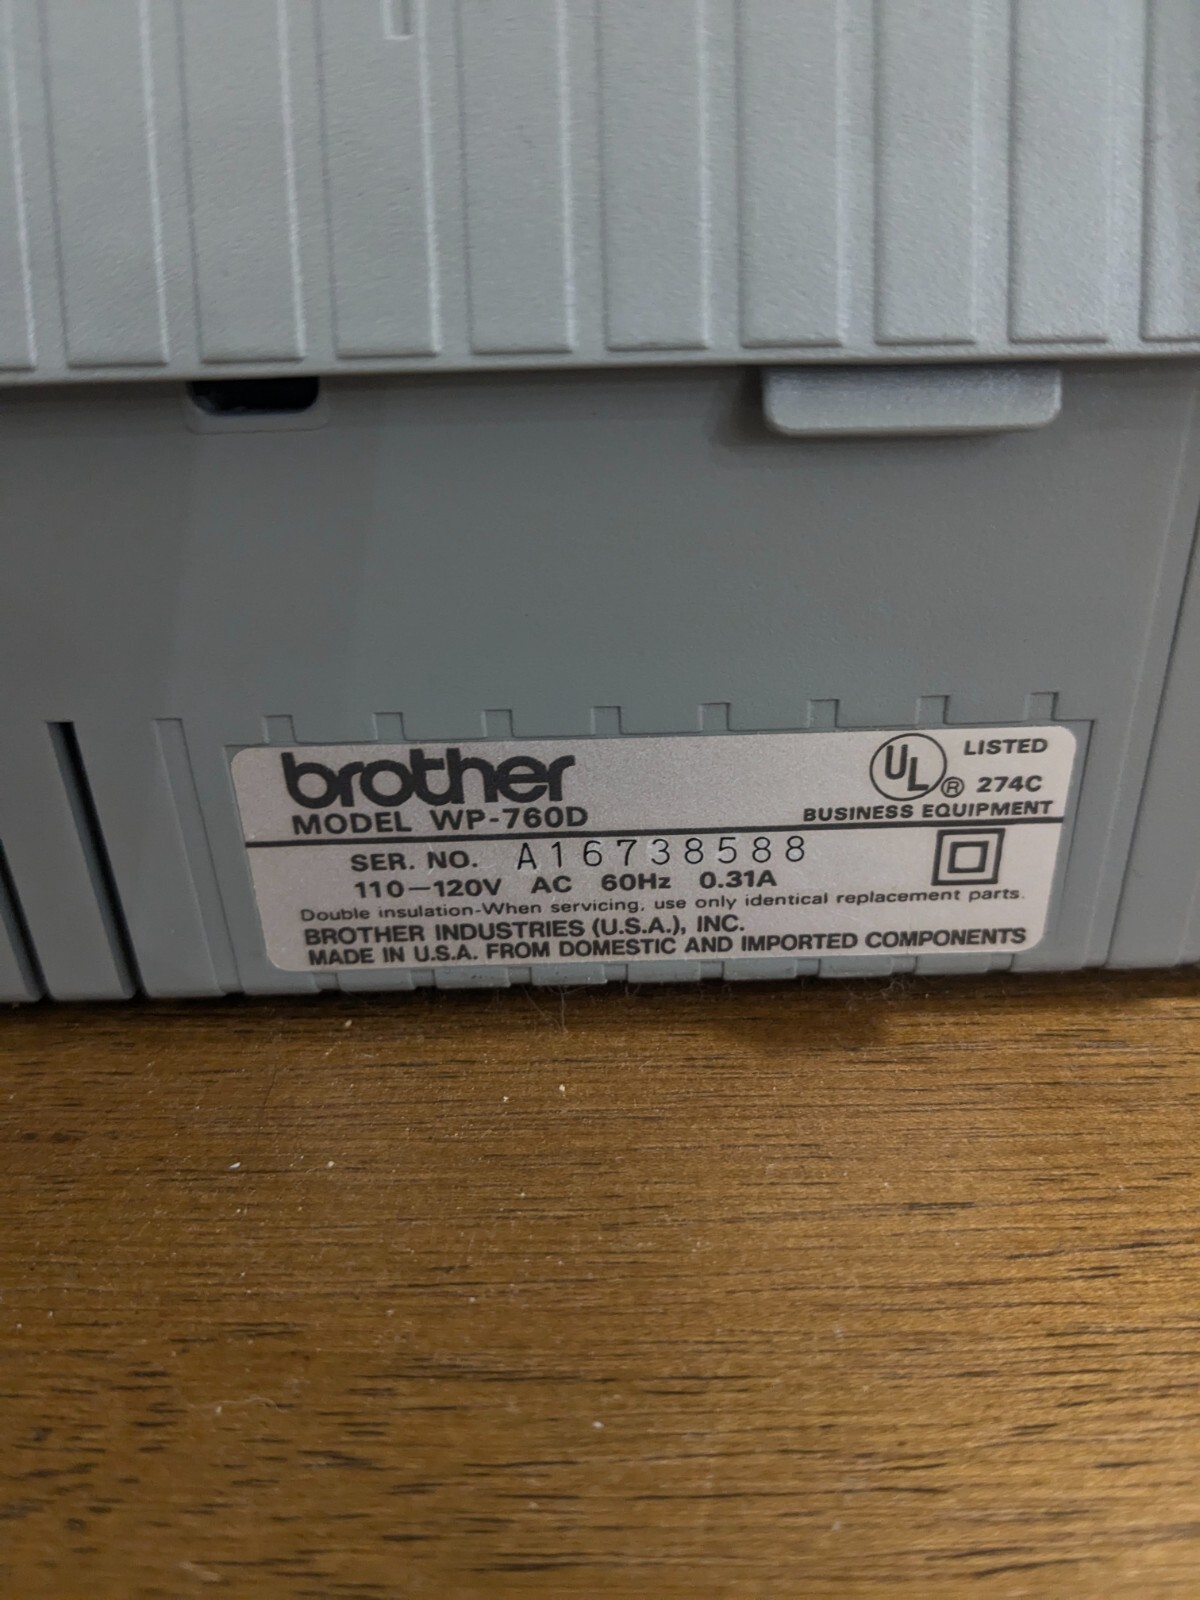 brother
MODEL WP-760D
UL® LISTED
274C
BUSINESS EQUIPMENT
SER. NO. A16738588
110—120V AC 60Hz 0.31A
Double insulation-When servicing, use only identical replacement parts.
BROTHER INDUSTRIES (U.S.A.), INC.
MADE IN U.S.A. FROM DOMESTIC AND IMPORTED COMPONENTS